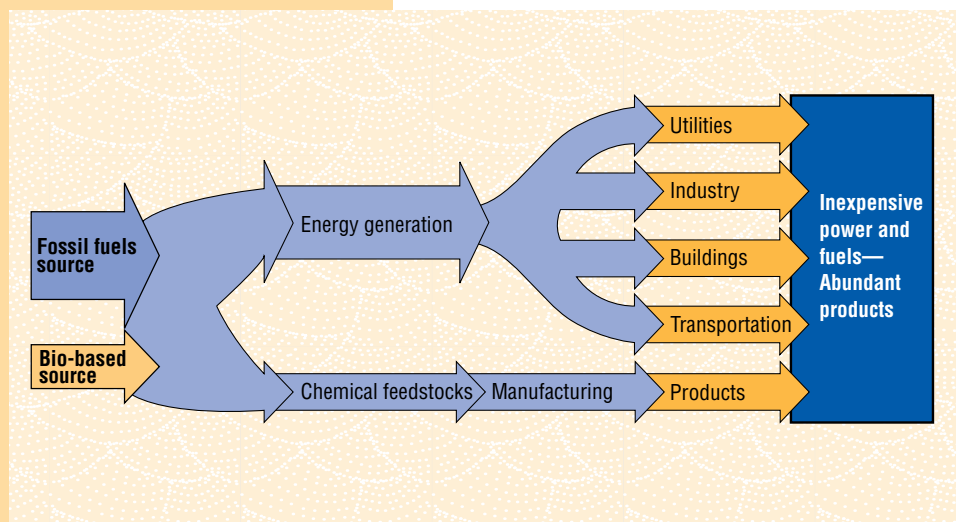 Fossil fuels
source
Bio-based
source
Energy generation
Chemical feedstocks
Manufacturing
Utilities
Industry
Buildings
Transportation
Products
Inexpensive
power and
fuels—
Abundant
products